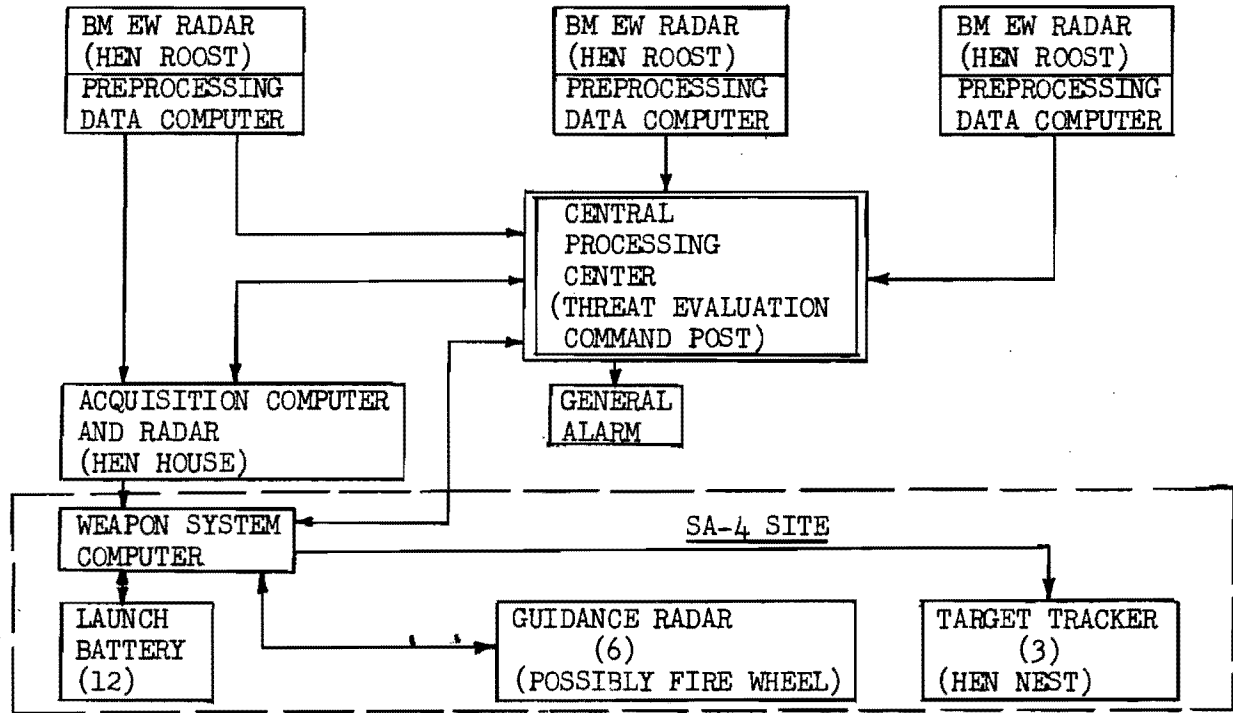 BM EW RADAR
(HEN ROOST)
PREPROCESSING
DATA COMPUTER
BM EW RADAR
(HEN ROOST)
PREPROCESSING
DATA COMPUTER
BM EW RADAR
(HEN ROOST)
PREPROCESSING
DATA COMPUTER
CENTRAL
PROCESSING
CENTER
(THREAT EVALUATION
COMMAND POST)
ACQUISITION COMPUTER
AND RADAR
(HEN HOUSE)
GENERAL
ALARM
WEAPON SYSTEM
COMPUTER
SA-4 SITE
LAUNCH
BATTERY
(12)
GUIDANCE RADAR
(6)
(POSSIBLY FIRE WHEEL)
TARGET TRACKER
(3)
(HEN NEST)